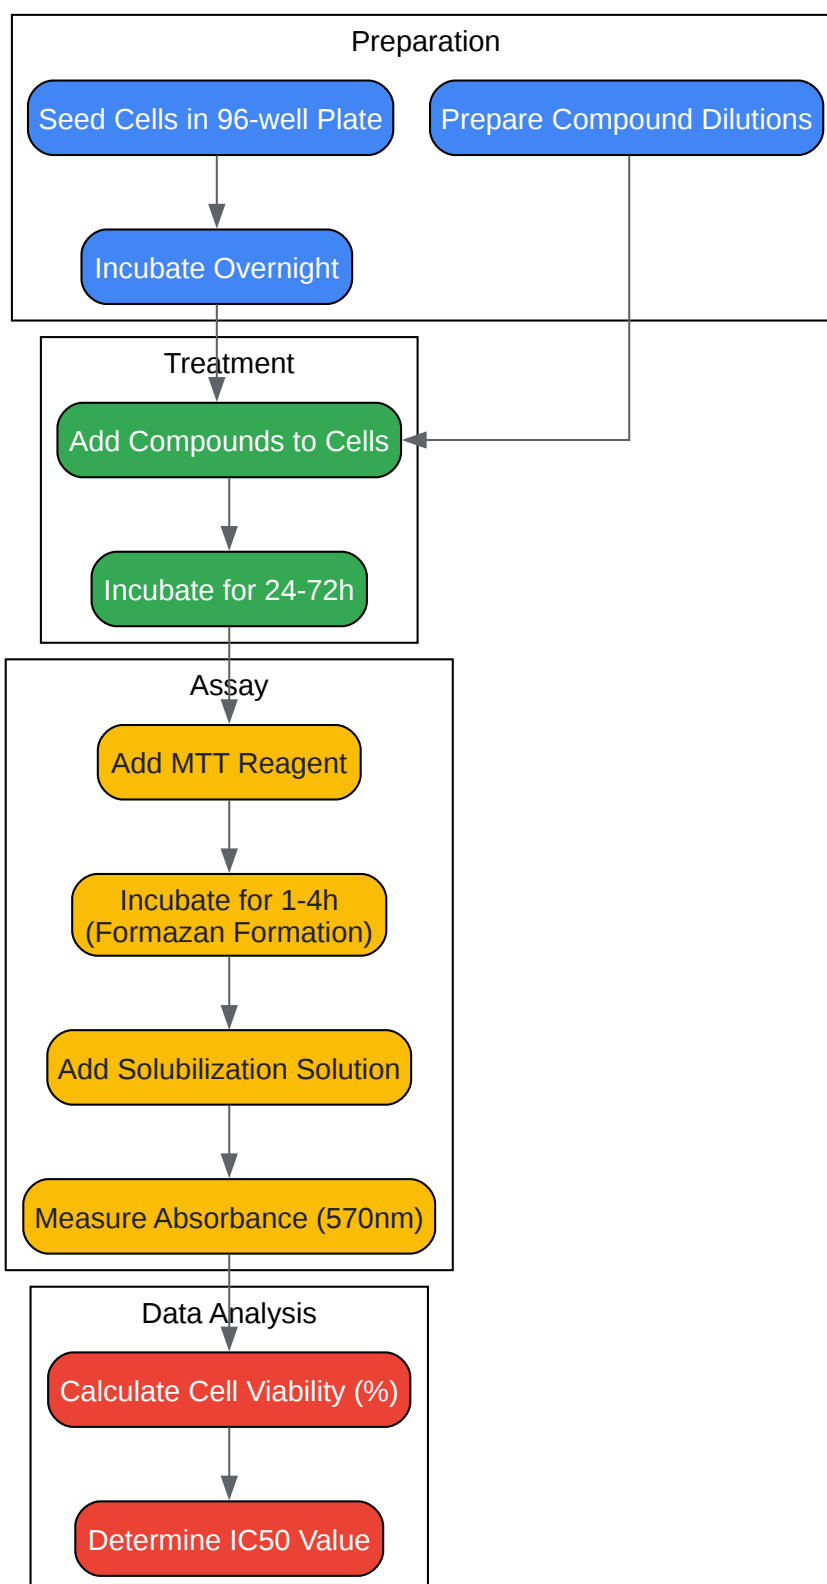 Preparation
Seed Cells in 96-well Plate
Prepare Compound Dilutions
Incubate Overnight
Treatment
Add Compounds to Cells
Incubate for 24-72h
Assay
Add MTT Reagent
Incubate for 1-4h
(Formazan Formation)
Add Solubilization Solution
Measure Absorbance (570nm)
Data Analysis
Calculate Cell Viability (%)
Determine IC50 Value